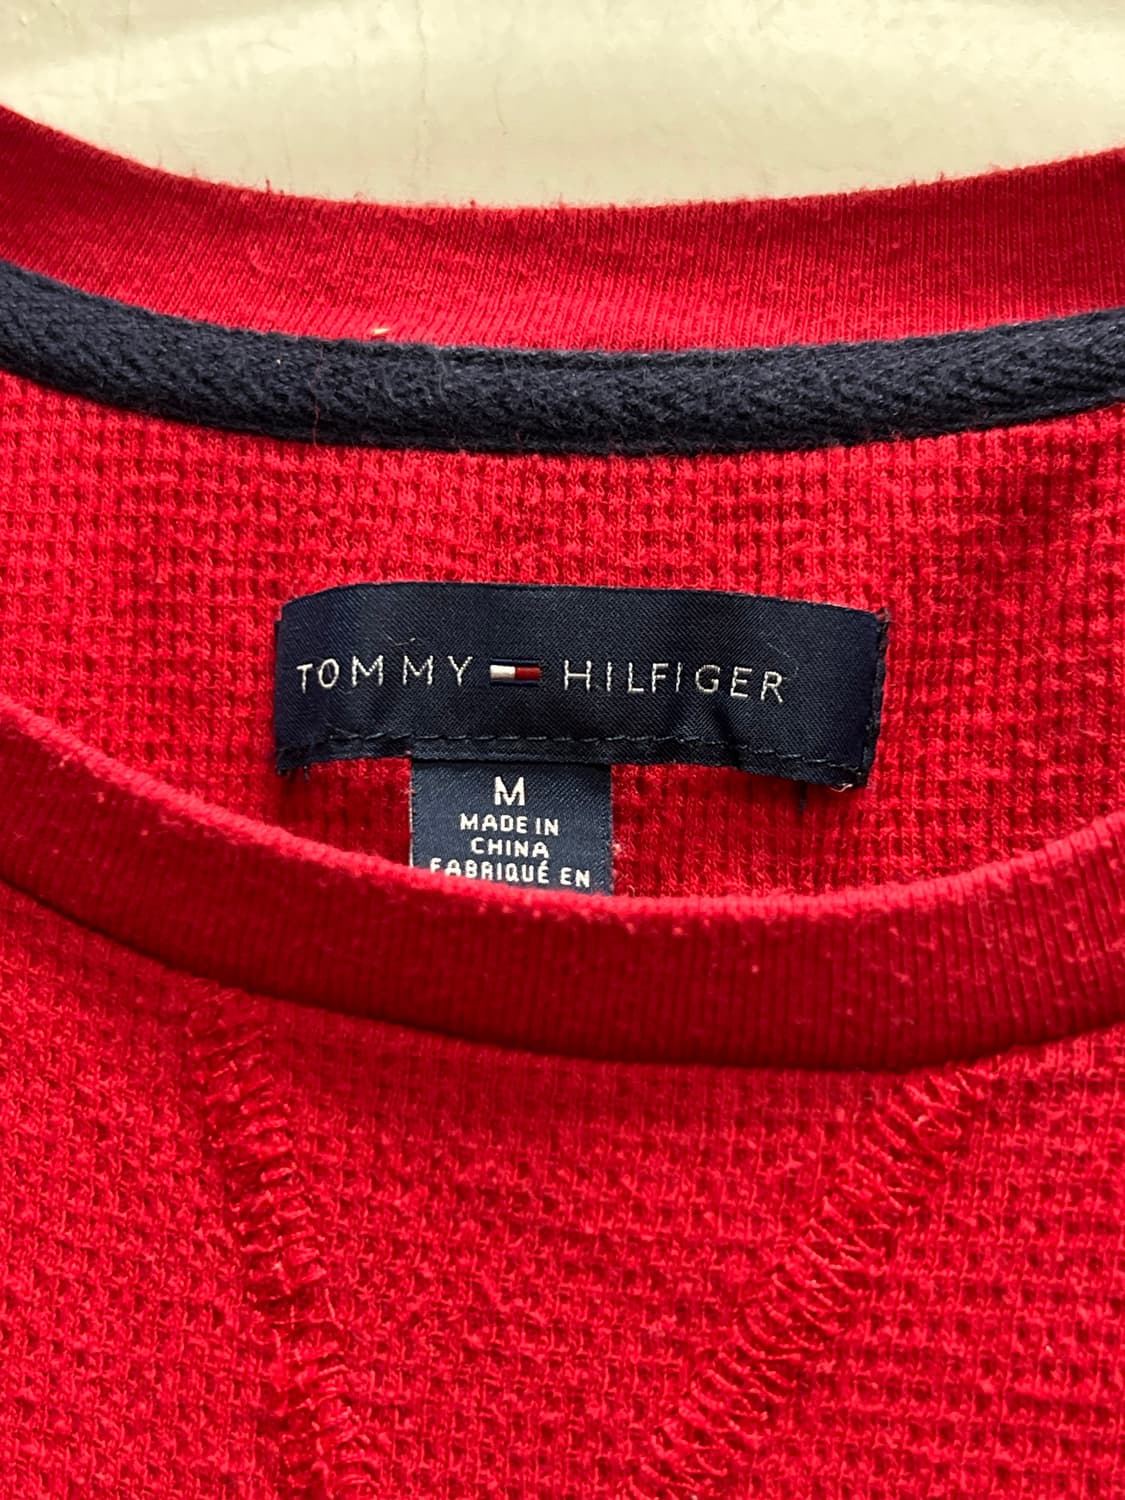 TOMMY HILFIGER
M
MADE IN
CHINA
FABRIQUÉ EN